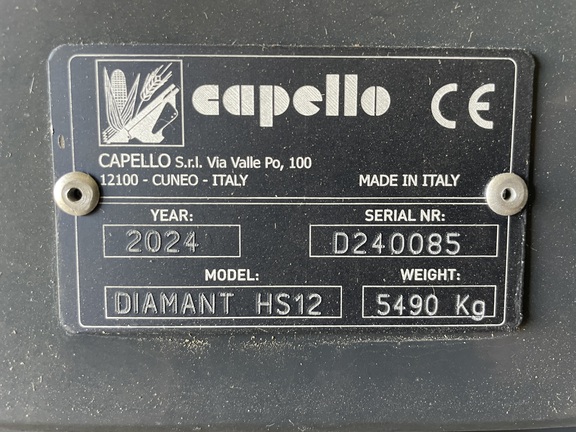 capello CE
CAPELLO S.r.l. Via Valle Po, 100
12100 - CUNEO - ITALY MADE IN ITALY
YEAR: SERIAL NR:
2024 D240085
MODEL: WEIGHT:
DIAMANT HS12 5490 Kg